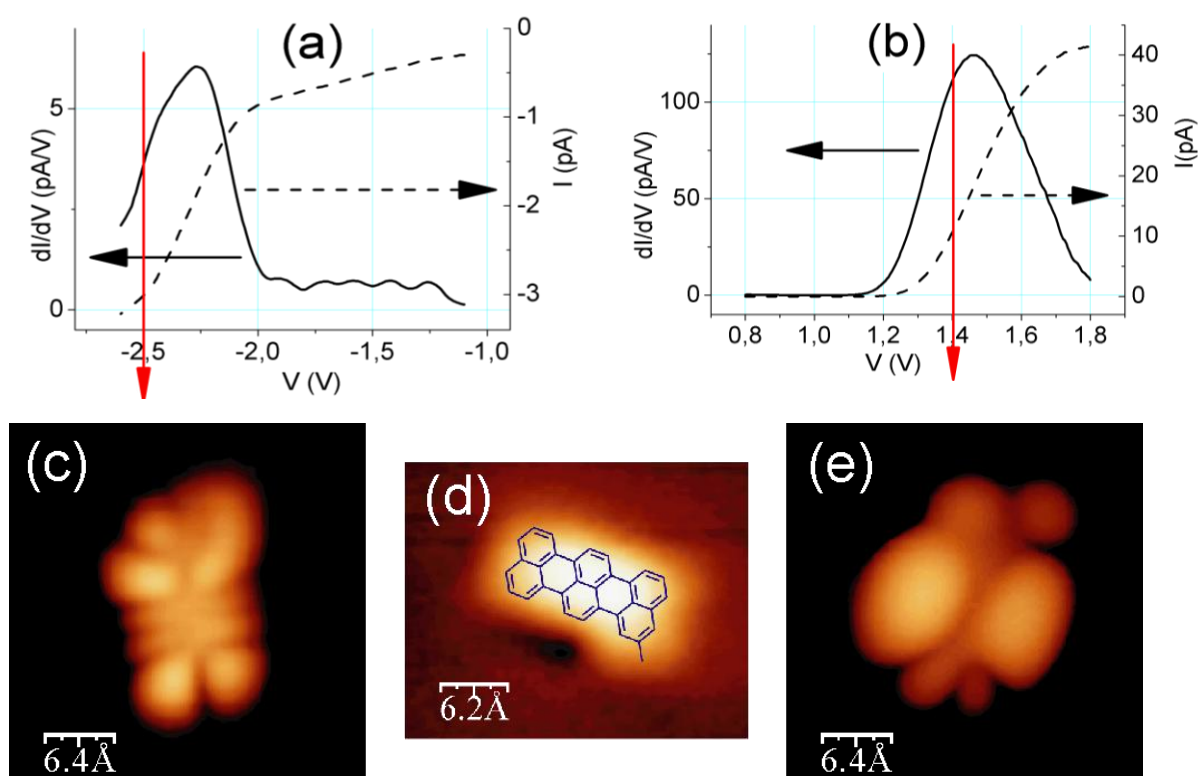 (a)
dI/dV (pA/V)
5
0
0
-1
-2
-3
I (pA)
-2,5 -2,0 -1,5 -1,0
V (V)
(b)
dI/dV (pA/V)
100
50
0
40
30
20
10
0
I(pA)
0,8 1,0 1,2 1,4 1,6 1,8
V (V)
(c)
6.4Å
(d)
6.2Å
(e)
6.4Å